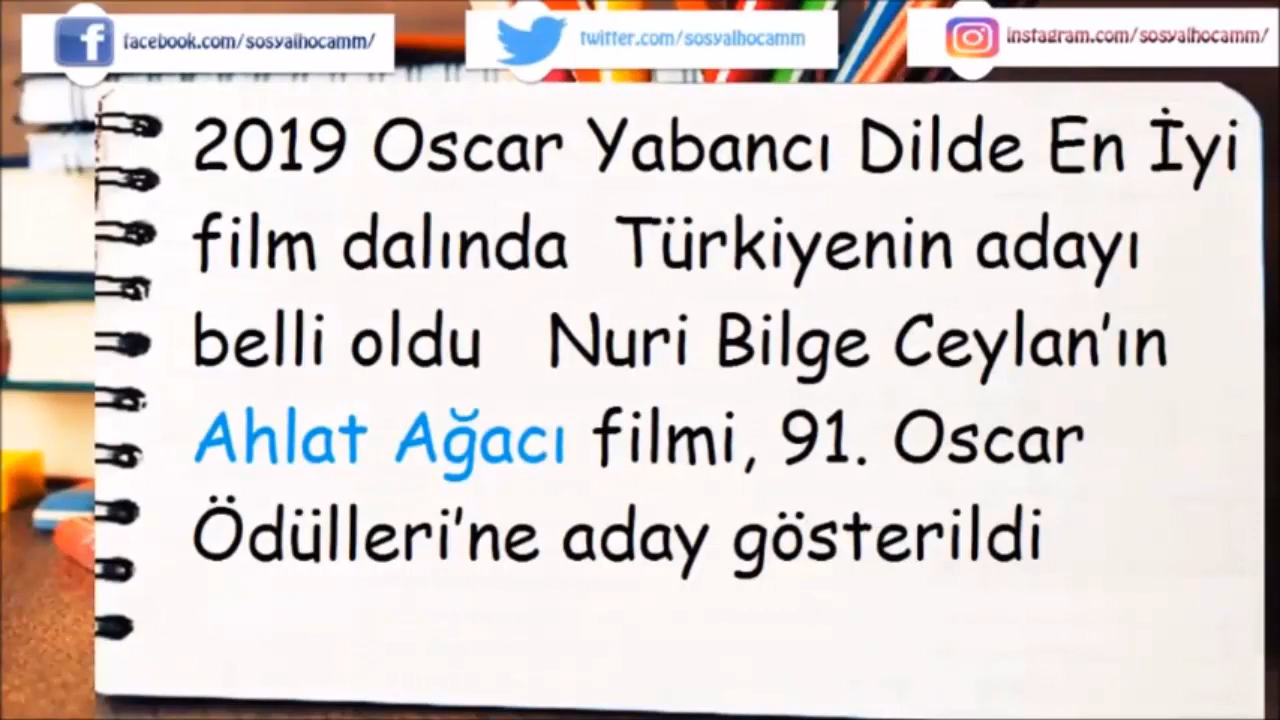 facebook.com/sosyalhocamm/
twitter.com/sosyalhocamm
Instagram.com/sosyalhocamm/
2019 Oscar Yabancı Dilde En İyi
film dalında Türkiyenin adayı
belli oldu Nuri Bilge Ceylan’ın
Ahlat Ağacı filmi, 91. Oscar
Ödülleri’ne aday gösterildi